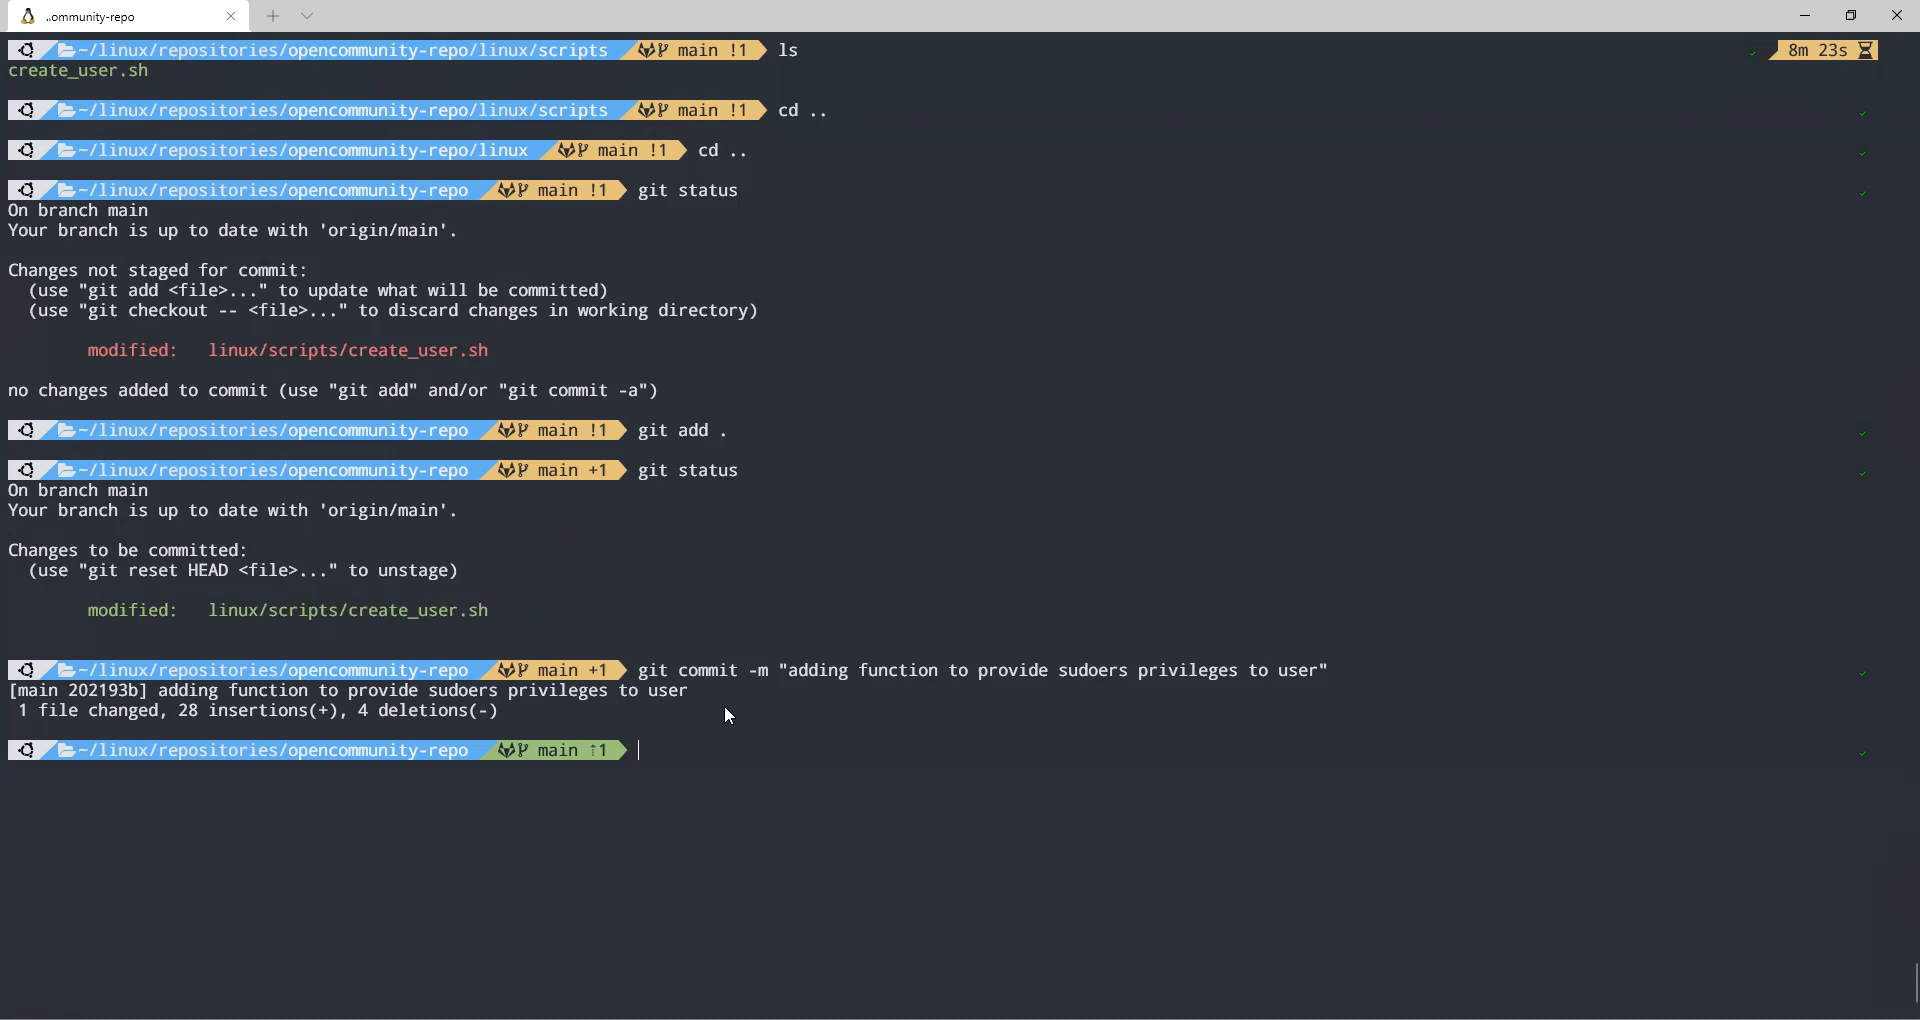 ..ommunity-repo
~/linux/repositories/opencommunity-repo/linux/scripts main !1 ls 8m 23s
create_user.sh
~/linux/repositories/opencommunity-repo/linux/scripts main !1 cd ..
~/linux/repositories/opencommunity-repo/linux main !1 cd ..
~/linux/repositories/opencommunity-repo main !1 git status
On branch main
Your branch is up to date with 'origin/main'.
Changes not staged for commit:
(use "git add <file>..." to update what will be committed)
(use "git checkout -- <file>..." to discard changes in working directory)
modified: linux/scripts/create_user.sh
no changes added to commit (use "git add" and/or "git commit -a")
~/linux/repositories/opencommunity-repo main !1 git add .
~/linux/repositories/opencommunity-repo main +1 git status
On branch main
Your branch is up to date with 'origin/main'.
Changes to be committed:
(use "git reset HEAD <file>..." to unstage)
modified: linux/scripts/create_user.sh
~/linux/repositories/opencommunity-repo main +1 git commit -m "adding function to provide sudoers privileges to user"
[main 202193b] adding function to provide sudoers privileges to user
1 file changed, 28 insertions(+), 4 deletions(-)
~/linux/repositories/opencommunity-repo main ⇡1